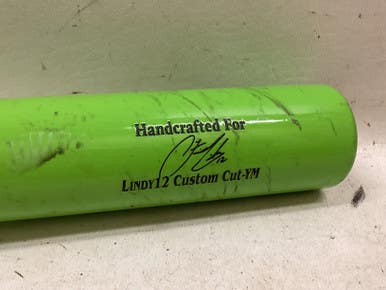 Handcrafted For
LINDY12 CUSTOM CUT-YM